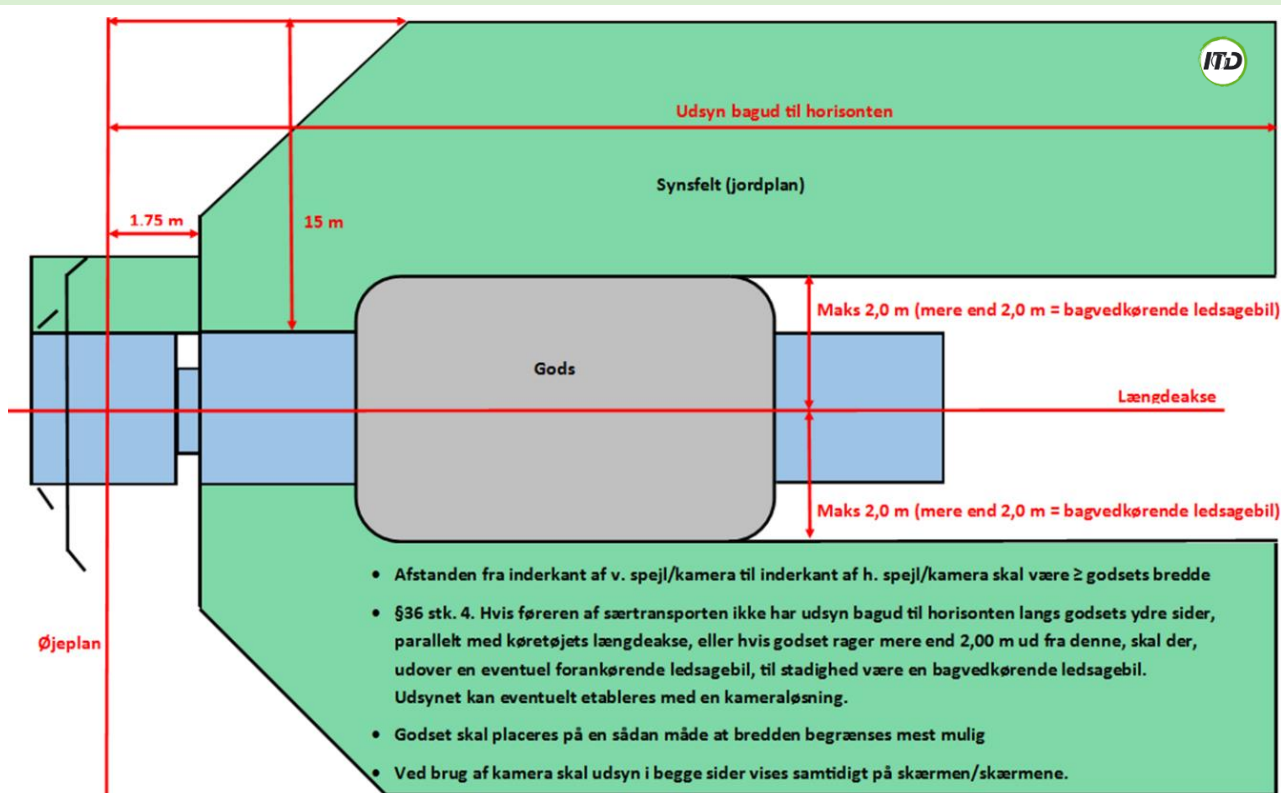 ITD
Udsyn bagud til horisonten
Synsfelt (jordplan)
1.75 m
15 m
Maks 2,0 m (mere end 2,0 m = bagvedkørende ledsagebil)
Gods
Længdeakse
Maks 2,0 m (mere end 2,0 m = bagvedkørende ledsagebil)
Øjeplan
• Afstanden fra inderkant af v. spejl/kamera til inderkant af h. spejl/kamera skal være ≥ godsets bredde
• §36 stk. 4. Hvis føreren af særtransporten ikke har udsyn bagud til horisonten langs godsets ydre sider,
parallelt med køretøjets længdeakse, eller hvis godset rager mere end 2,00 m ud fra denne, skal der,
udover en eventuel forankørende ledsagebil, til stadighed være en bagvedkørende ledsagebil.
Udsynet kan eventuelt etableres med en kameraløsning.
• Godset skal placeres på en sådan måde at bredden begrænses mest mulig
• Ved brug af kamera skal udsyn i begge sider vises samtidigt på skærmen/skærmene.